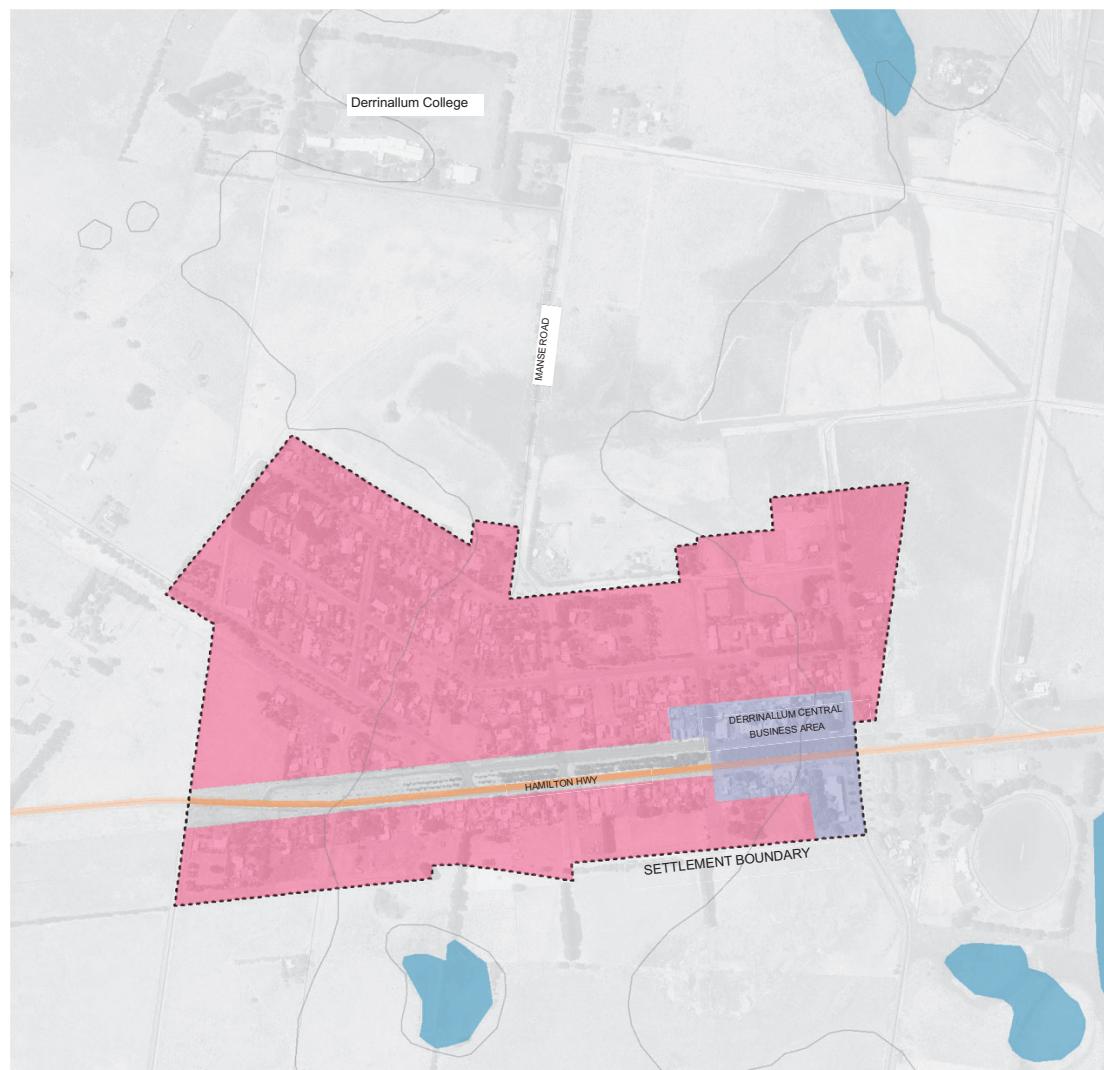 Derrinallum College
MANSE ROAD
DERRINALLUM CENTRAL
BUSINESS AREA
HAMILTON HWY
SETTLEMENT BOUNDARY